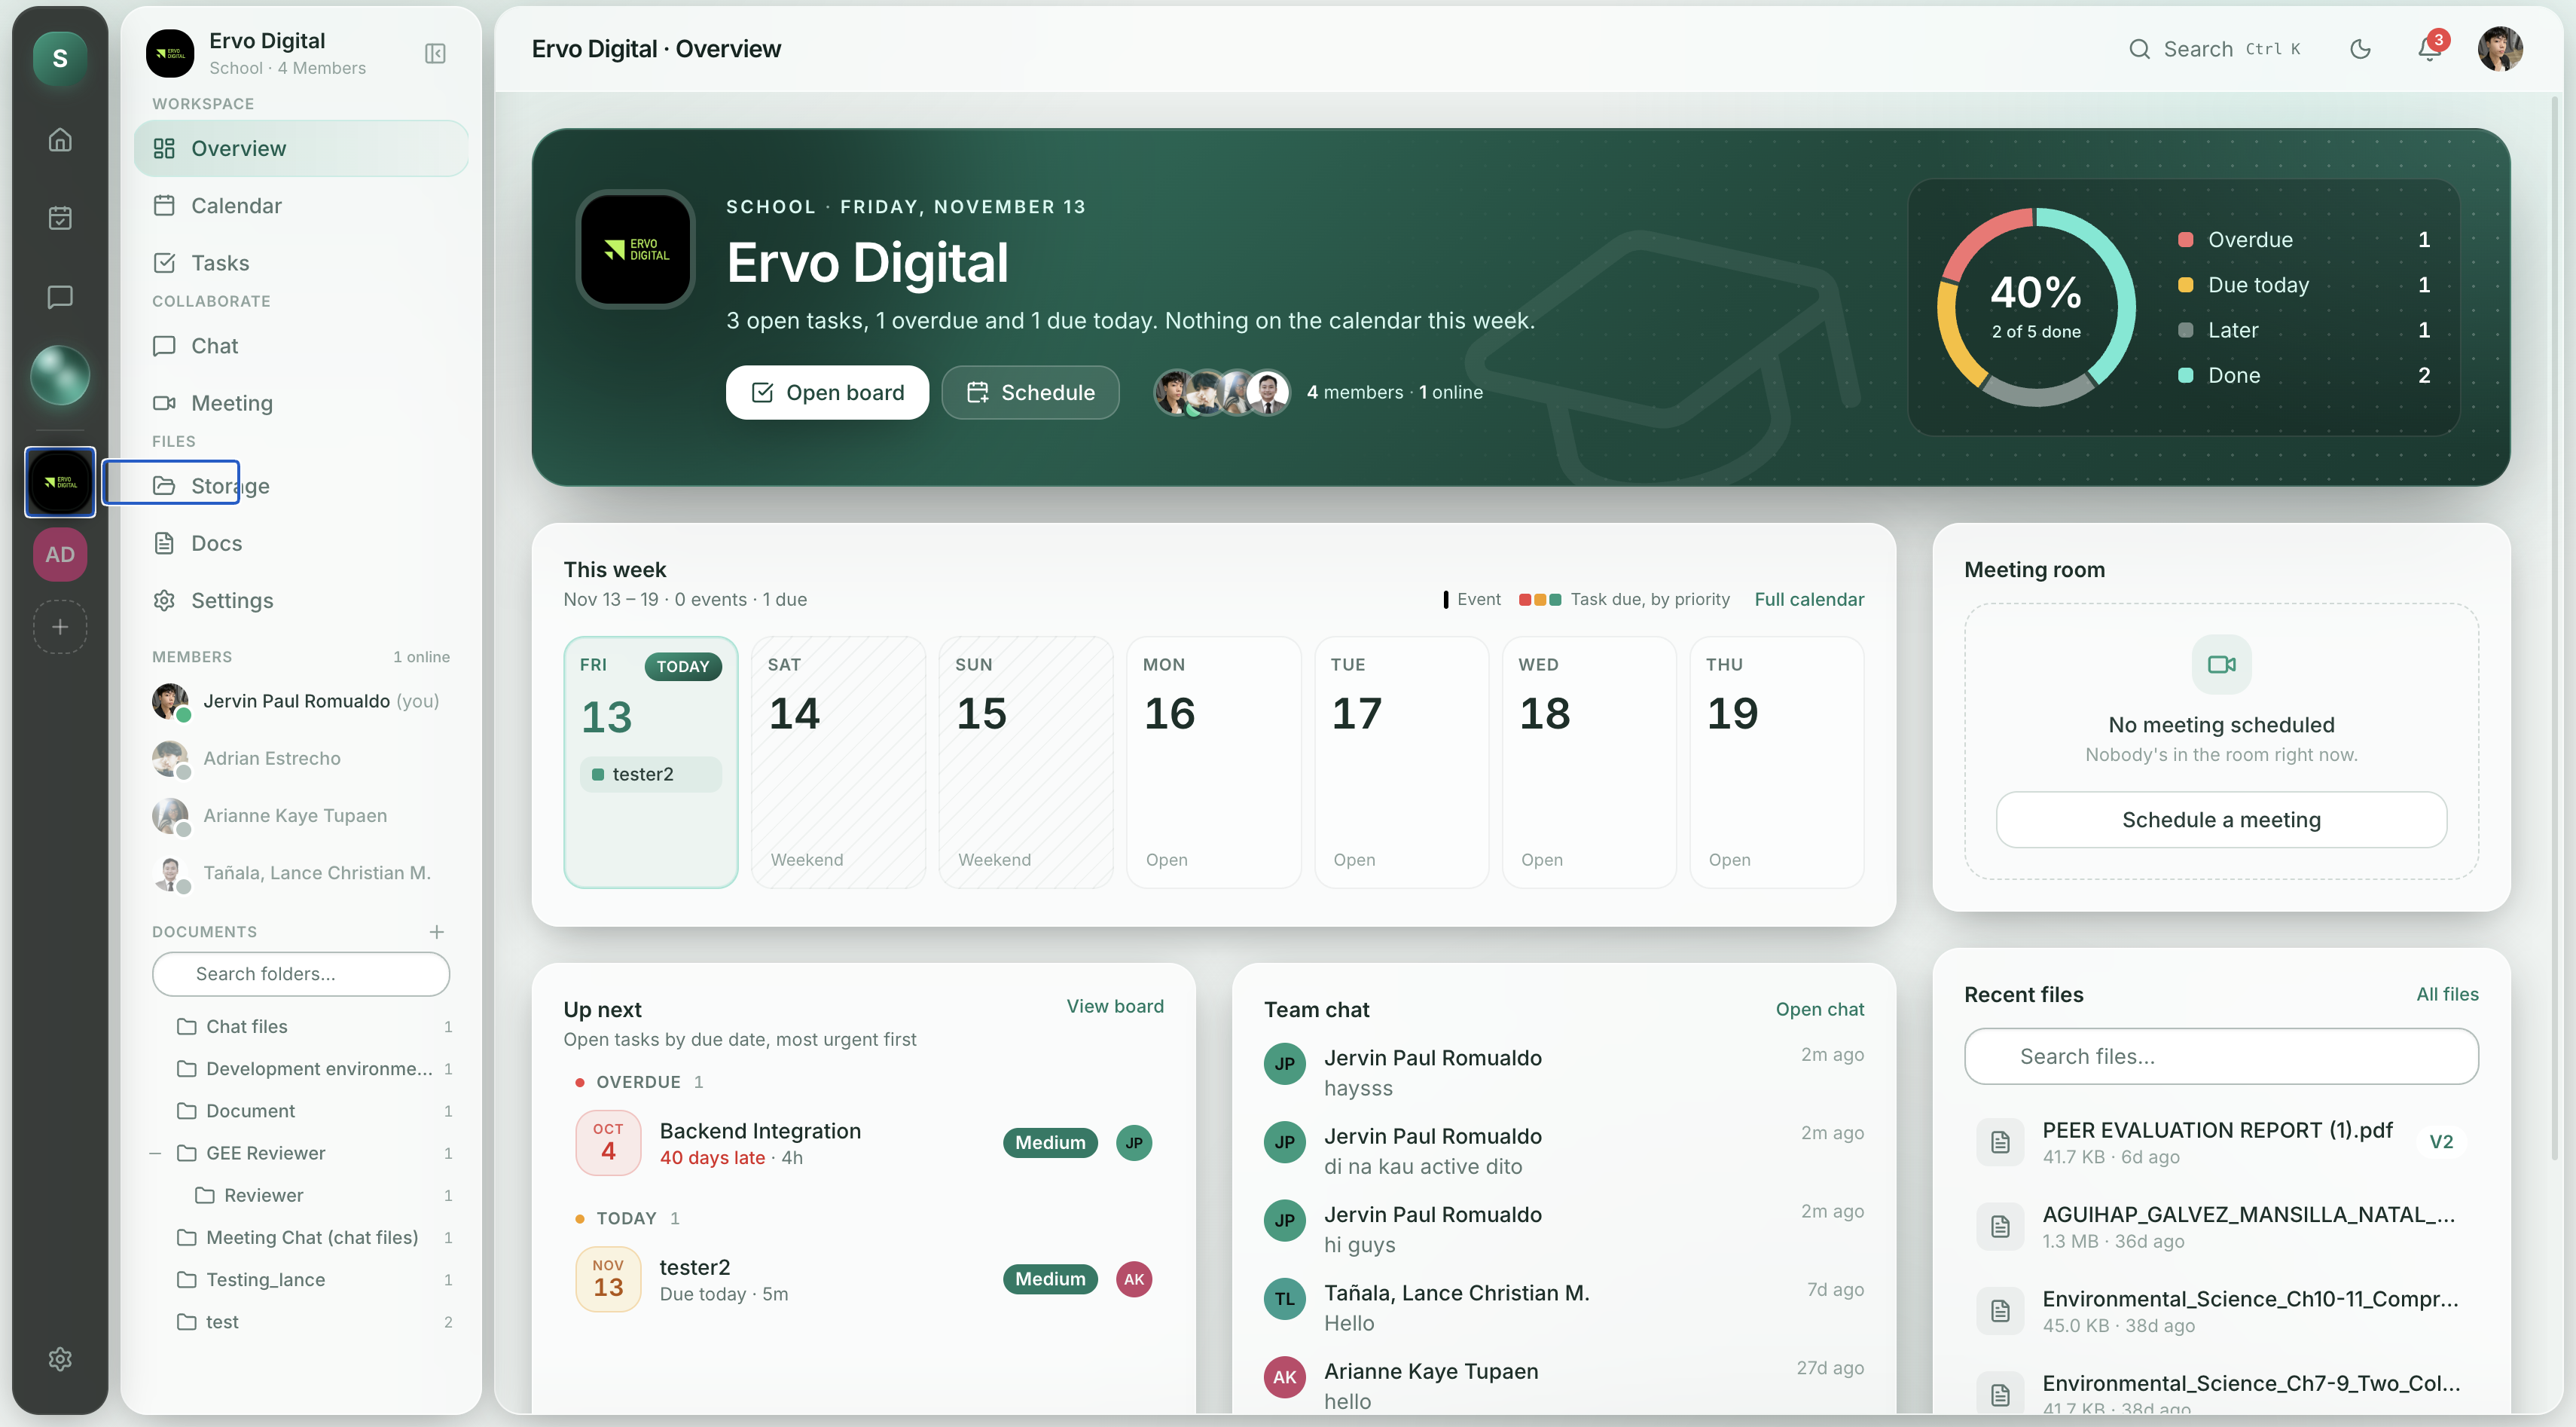 S
AD
Ervo Digital
School · 4 Members
WORKSPACE
Overview
Calendar
Tasks
COLLABORATE
Chat
Meeting
FILES
Storage
Docs
Settings
MEMBERS 1 online
Jervin Paul Romualdo (you)
Adrian Estrecho
Arianne Kaye Tupaen
Tañala, Lance Christian M.
DOCUMENTS
Search folders...
Chat files 1
Development environme... 1
Document 1
GEE Reviewer 1
Reviewer 1
Meeting Chat (chat files) 1
Testing_lance 1
test 2
Ervo Digital · Overview
Search Ctrl K
3
ERVO
DIGITAL
SCHOOL · FRIDAY, NOVEMBER 13
Ervo Digital
3 open tasks, 1 overdue and 1 due today. Nothing on the calendar this week.
Open board
Schedule
4 members · 1 online
40%
2 of 5 done
Overdue 1
Due today 1
Later 1
Done 2
This week
Nov 13 – 19 · 0 events · 1 due
Event Task due, by priority Full calendar
FRI TODAY
13
tester2
SAT
14
Weekend
SUN
15
Weekend
MON
16
Open
TUE
17
Open
WED
18
Open
THU
19
Open
Meeting room
No meeting scheduled
Nobody's in the room right now.
Schedule a meeting
Up next View board
Open tasks by due date, most urgent first
OVERDUE 1
OCT
4
Backend Integration
40 days late · 4h
Medium JP
TODAY 1
NOV
13
tester2
Due today · 5m
Medium AK
Team chat Open chat
JP Jervin Paul Romualdo 2m ago
haysss
JP Jervin Paul Romualdo 2m ago
di na kau active dito
JP Jervin Paul Romualdo 2m ago
hi guys
TL Tañala, Lance Christian M. 7d ago
Hello
AK Arianne Kaye Tupaen 27d ago
hello
Recent files All files
Search files...
PEER EVALUATION REPORT (1).pdf V2
41.7 KB · 6d ago
AGUIHAP_GALVEZ_MANSILLA_NATAL_...
1.3 MB · 36d ago
Environmental_Science_Ch10-11_Compr...
45.0 KB · 38d ago
Environmental_Science_Ch7-9_Two_Col...
41.7 KB · 38d ago